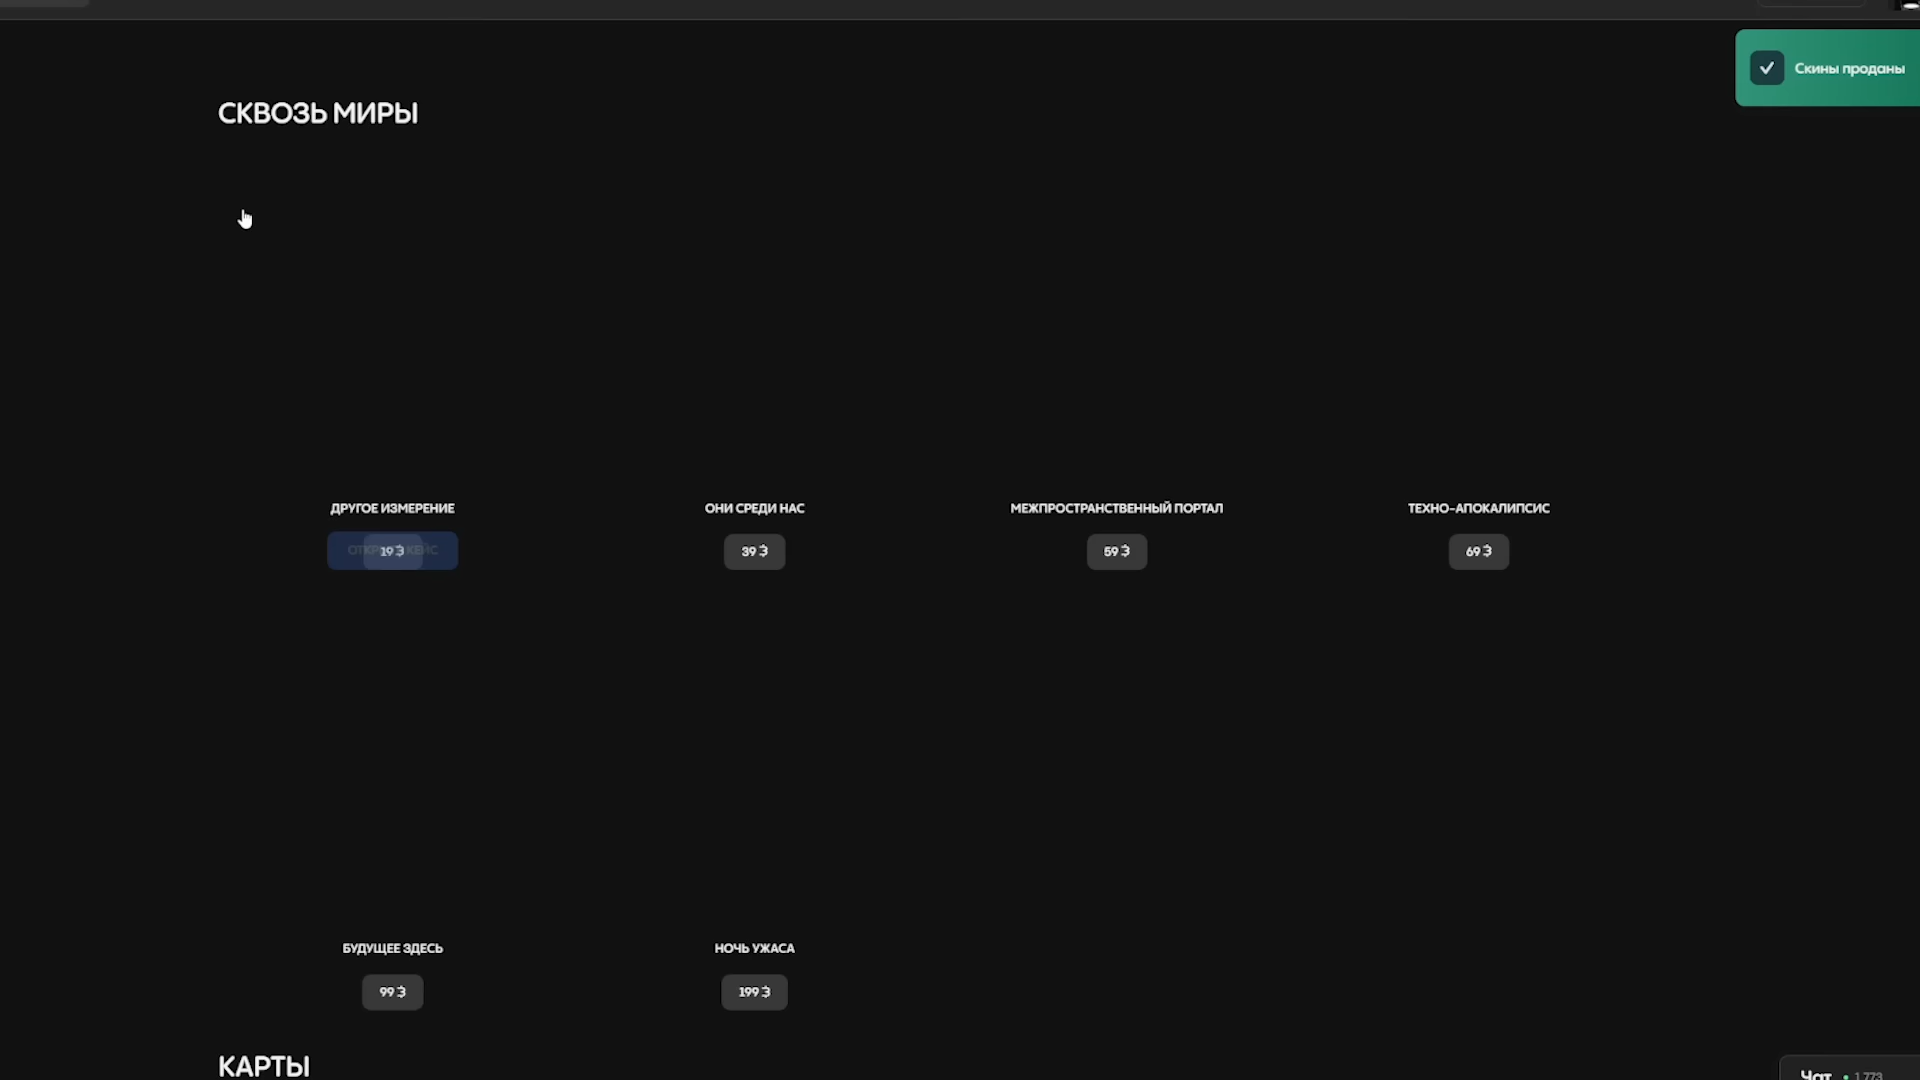 Скины проданы
СКВОЗЬ МИРЫ
ДРУГОЕ ИЗМЕРЕНИЕ
ОНИ СРЕДИ НАС
МЕЖПРОСТРАНСТВЕННЫЙ ПОРТАЛ
ТЕХНО-АПОКАЛИПСИС
19
39
59
69
БУДУЩЕЕ ЗДЕСЬ
НОЧЬ УЖАСА
99
199
КАРТЫ
Чат 1 773